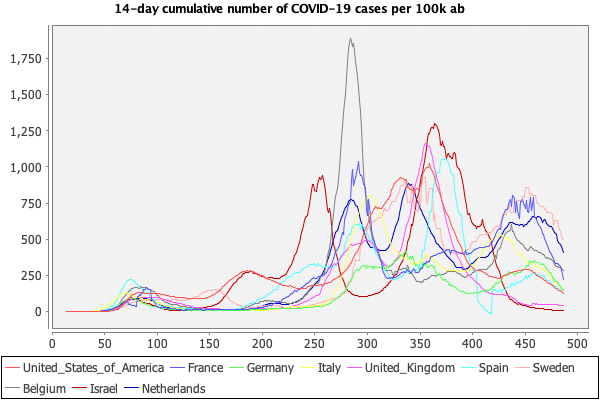 14-day cumulative number of COVID-19 cases per 100k ab
1,750
1,500
1,250
1,000
750
500
250
0
0 50 100 150 200 250 300 350 400 450 500
United_States_of_America France Germany Italy United_Kingdom Spain Sweden
Belgium Israel Netherlands